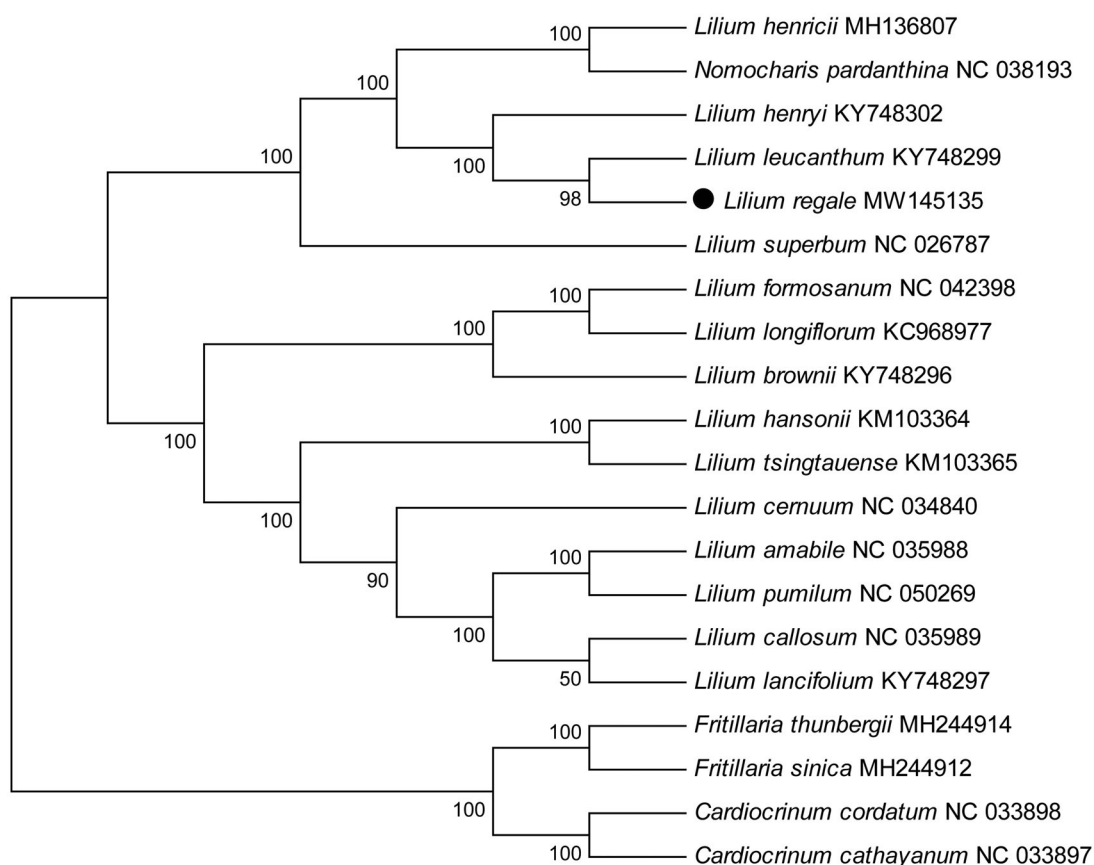 100
Lilium henricii MH136807
Nomocharis pardanthina NC 038193
100
Lilium henryi KY748302
100
Lilium leucanthum KY748299
98
Lilium regale MW145135
100
Lilium superbum NC 026787
100
Lilium formosanum NC 042398
Lilium longiflorum KC968977
100
Lilium brownii KY748296
100
100
Lilium hansonii KM103364
Lilium tsingtauense KM103365
100
Lilium cernuum NC 034840
90
100
Lilium amabile NC 035988
Lilium pumilum NC 050269
100
Lilium callosum NC 035989
50
Lilium lancifolium KY748297
100
Fritillaria thunbergii MH244914
Fritillaria sinica MH244912
100
Cardiocrinum cordatum NC 033898
100
Cardiocrinum cathayanum NC 033897